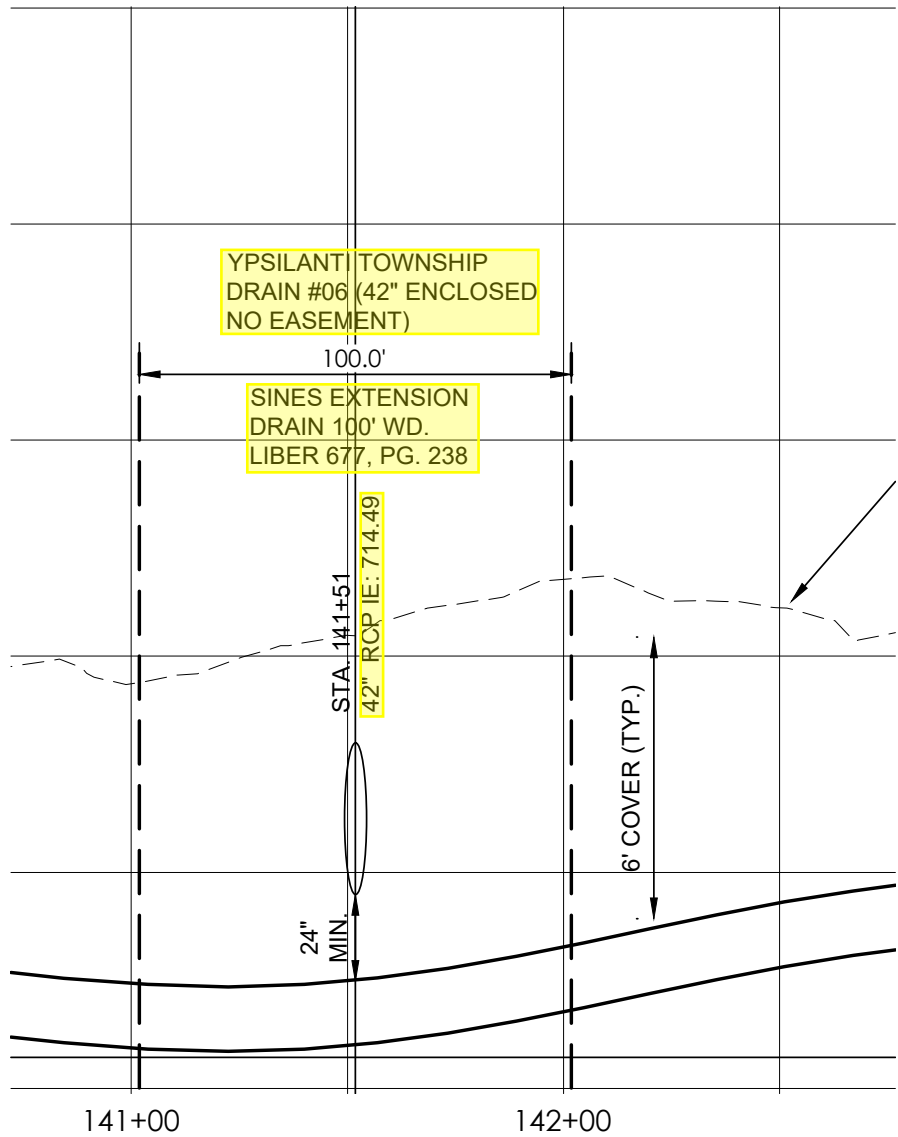 YPSILANTI TOWNSHIP
DRAIN #06 (42" ENCLOSED
NO EASEMENT)
100.0'
SINES EXTENSION
DRAIN 100' WD.
LIBER 677, PG. 238
STA. 141+51
42" RCP IE: 714.49
6' COVER (TYP.)
24"
MIN.
141+00
142+00